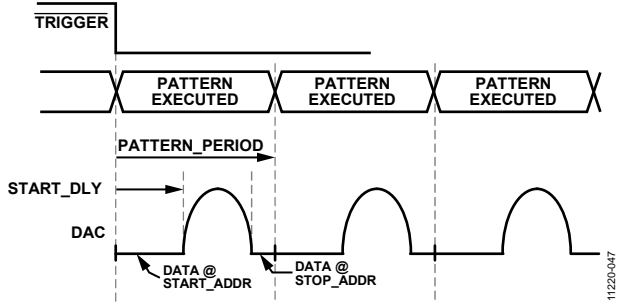 TRIGGER
PATTERN
EXECUTED
PATTERN
EXECUTED
PATTERN
EXECUTED
PATTERN_PERIOD
START_DLY
DAC
DATA @
START_ADDR
DATA @
STOP_ADDR
11220-047